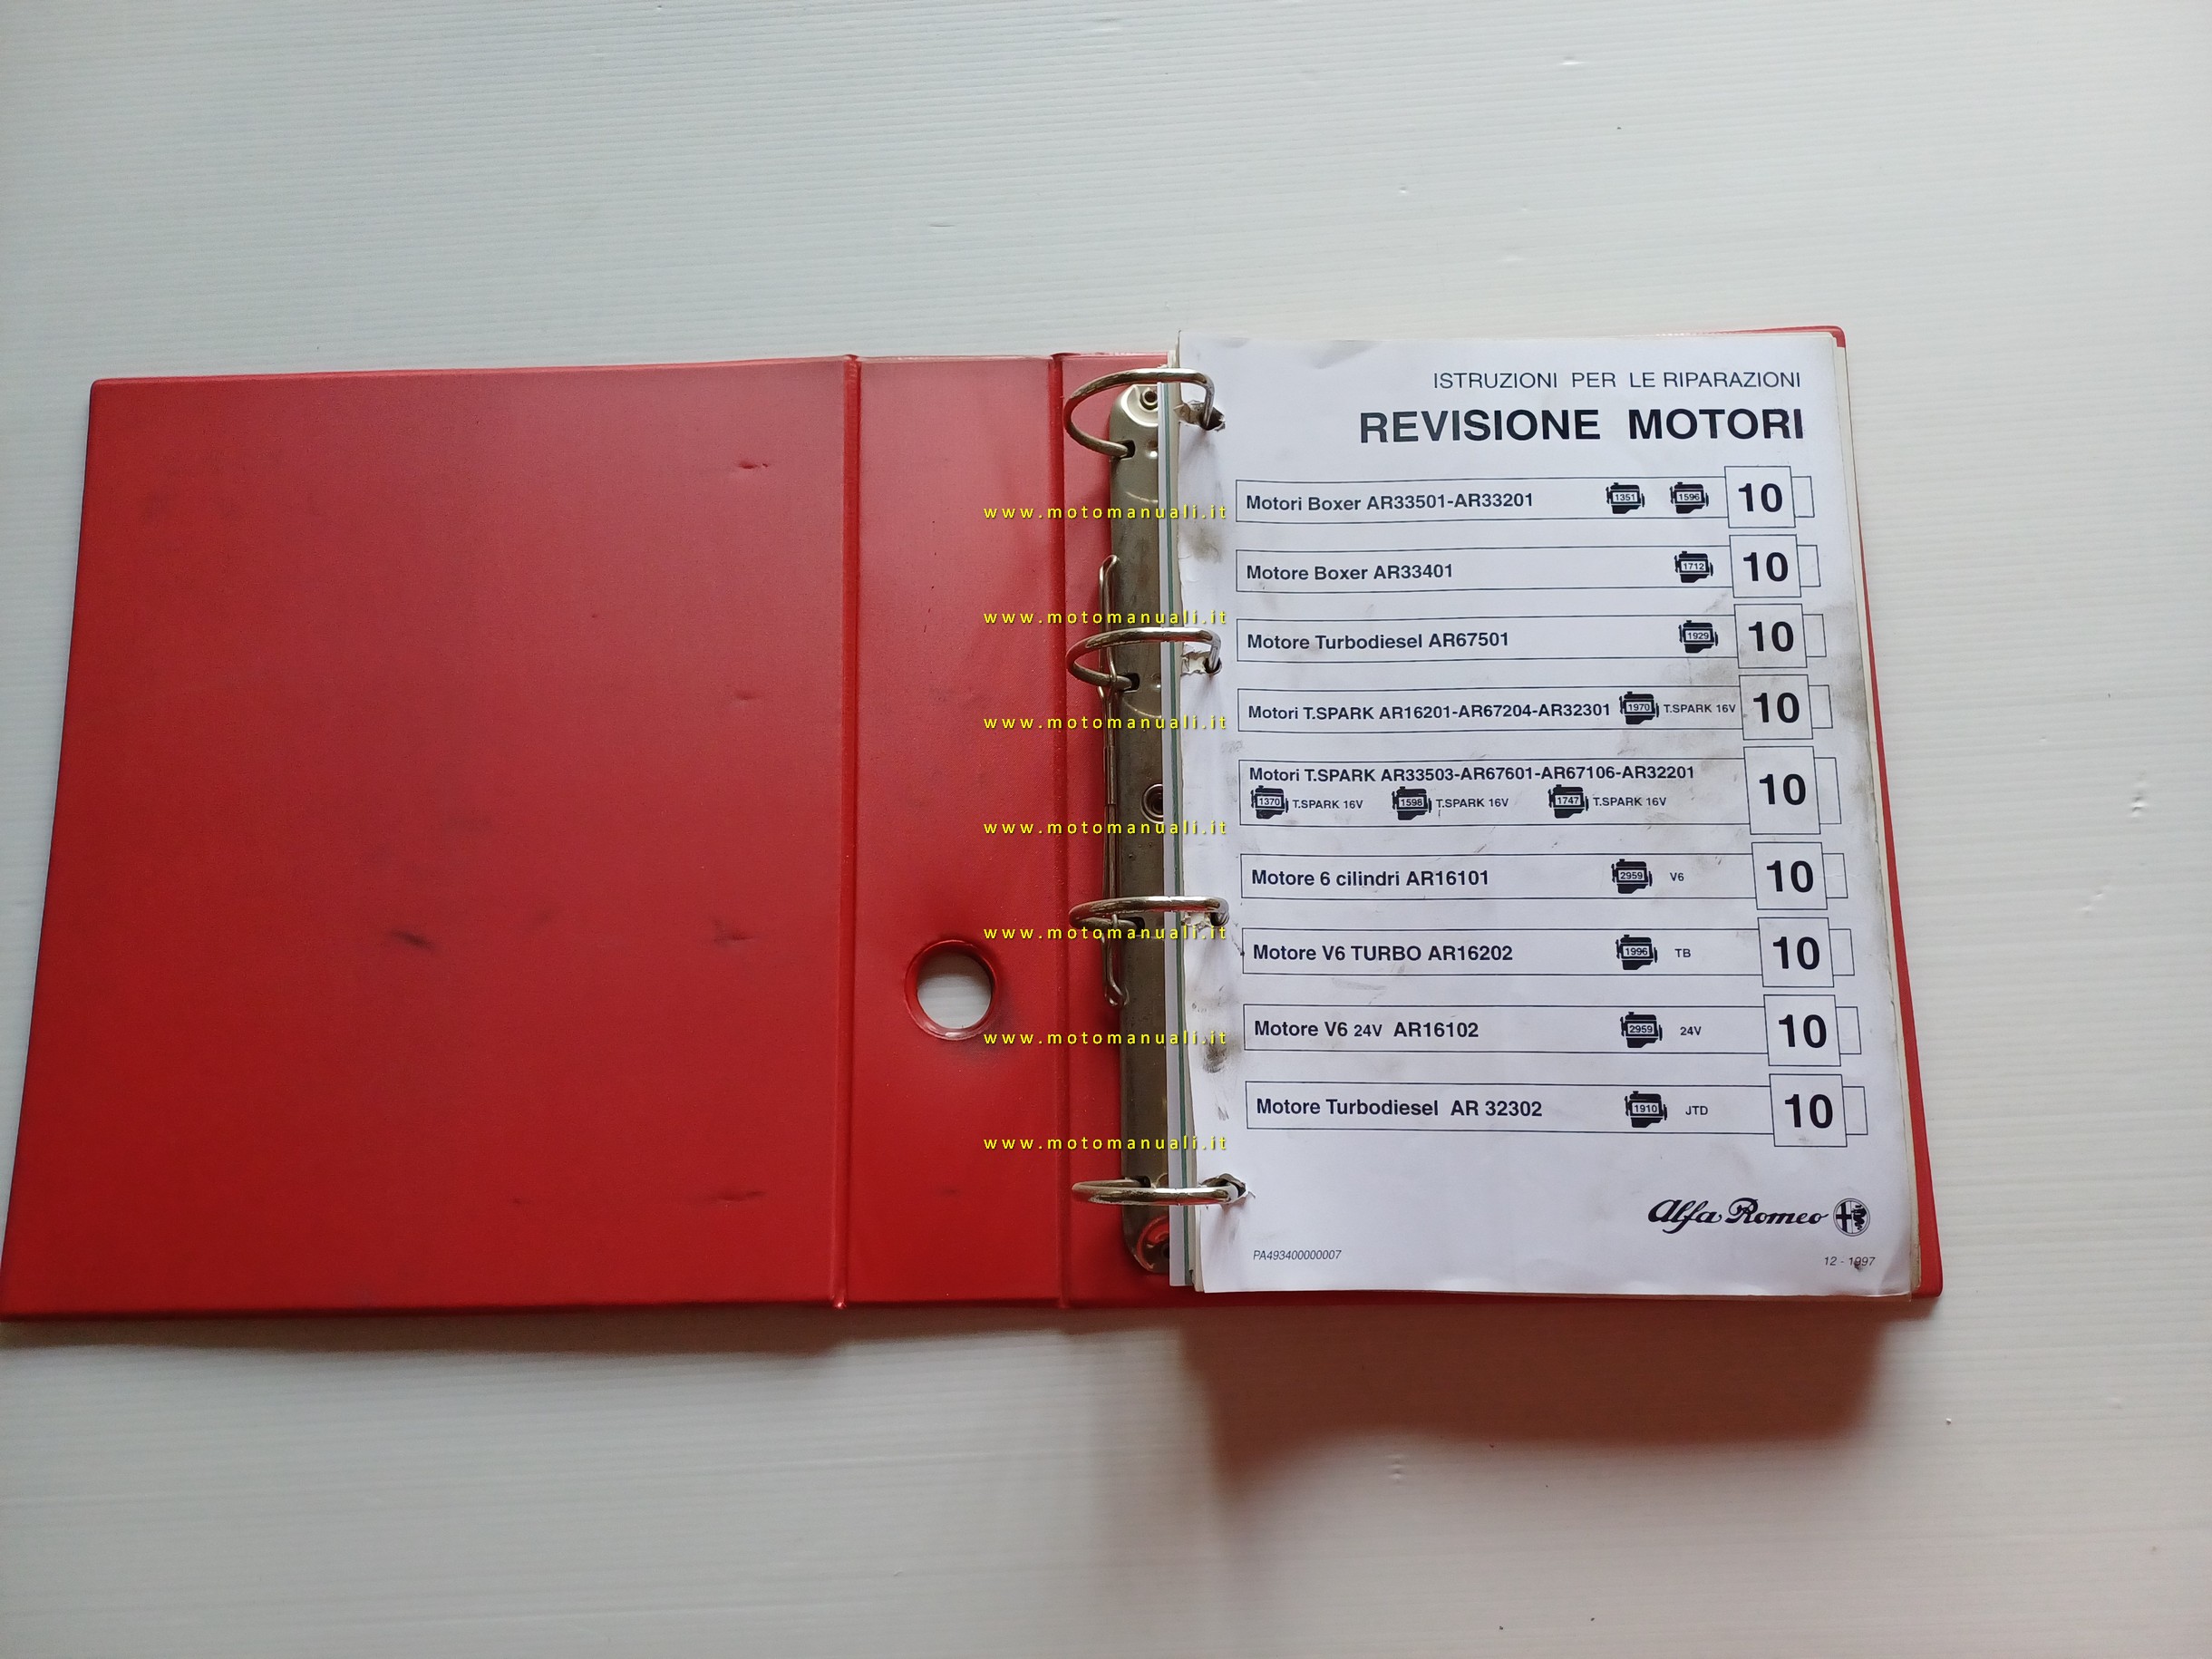 ISTRUZIONI PER LE RIPARAZIONI
REVISIONE MOTORI
Motori Boxer AR33501-AR33201 1351 1596 10
Motore Boxer AR33401 1712 10
Motore Turbodiesel AR67501 1929 10
Motori T.SPARK AR16201-AR67204-AR32301 1970 T.SPARK 16V 10
Motori T.SPARK AR33503-AR67601-AR67106-AR32201 10
1370 T.SPARK 16V 1598 T.SPARK 16V 1747 T.SPARK 16V
Motore 6 cilindri AR16101 2959 V6 10
Motore V6 TURBO AR16202 1996 TB 10
Motore V6 24V AR16102 2959 24V 10
Motore Turbodiesel AR 32302 1910 JTD 10
Alfa Romeo
PA493400000007
12 - 1997
www.motomanuali.it
www.motomanuali.it
www.motomanuali.it
www.motomanuali.it
www.motomanuali.it
www.motomanuali.it
www.motomanuali.it